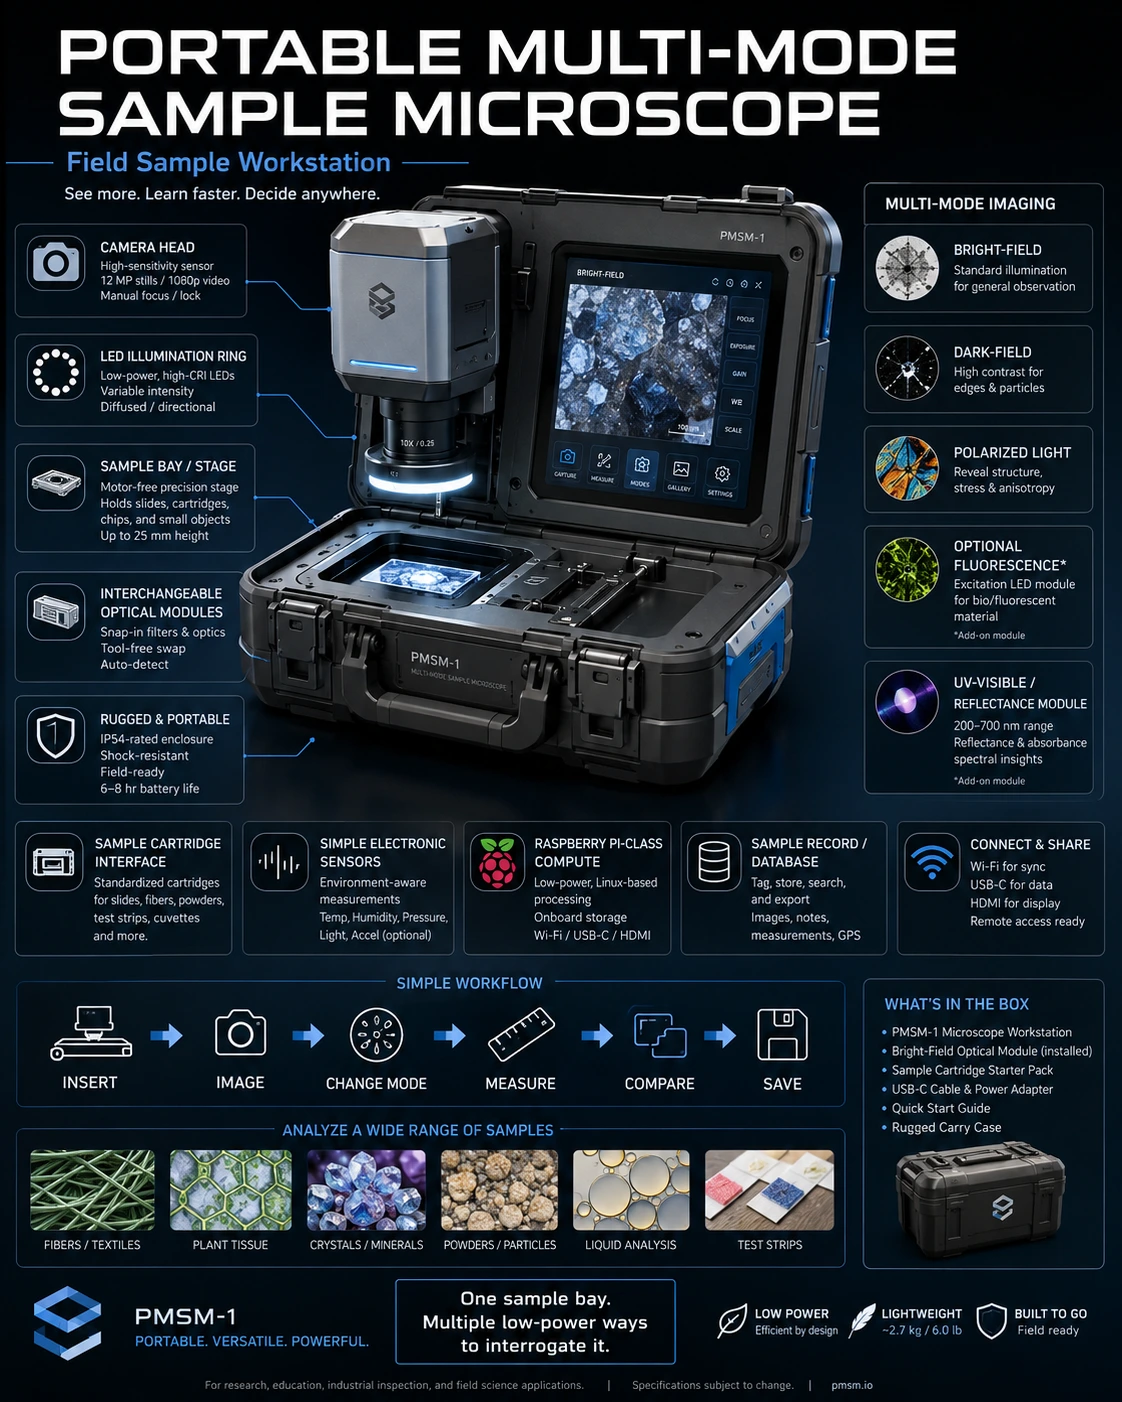 PORTABLE MULTI-MODE
SAMPLE MICROSCOPE
Field Sample Workstation
See more. Learn faster. Decide anywhere.
CAMERA HEAD
High-sensitivity sensor
12 MP stills / 1080p video
Manual focus / lock
LED ILLUMINATION RING
Low-power, high-CRI LEDs
Variable intensity
Diffused / directional
SAMPLE BAY / STAGE
Motor-free precision stage
Holds slides, cartridges,
chips, and small objects
Up to 25 mm height
INTERCHANGEABLE
OPTICAL MODULES
Snap-in filters & optics
Tool-free swap
Auto-detect
RUGGED & PORTABLE
IP54-rated enclosure
Shock-resistant
Field-ready
6–8 hr battery life
10X / 0.25
PMSM-1
BRIGHT-FIELD
FOCUS
EXPOSURE
GAIN
WB
SCALE
CAPTURE
MEASURE
MODES
GALLERY
SETTINGS
PMSM-1
MULTI-MODE SAMPLE MICROSCOPE
MULTI-MODE IMAGING
BRIGHT-FIELD
Standard illumination
for general observation
DARK-FIELD
High contrast for
edges & particles
POLARIZED LIGHT
Reveal structure,
stress & anisotropy
OPTIONAL
FLUORESCENCE*
Excitation LED module
for bio/fluorescent
material
*Add-on module
UV-VISIBLE /
REFLECTANCE MODULE
200–700 nm range
Reflectance & absorbance
spectral insights
*Add-on module
SAMPLE CARTRIDGE
INTERFACE
Standardized cartridges
for slides, fibers, powders,
test strips, cuvettes
and more.
SIMPLE ELECTRONIC
SENSORS
Environment-aware
measurements
Temp, Humidity, Pressure,
Light, Accel (optional)
RASPBERRY PI-CLASS
COMPUTE
Low-power, Linux-based
processing
Onboard storage
Wi-Fi / USB-C / HDMI
SAMPLE RECORD /
DATABASE
Tag, store, search,
and export
Images, notes,
measurements, GPS
CONNECT & SHARE
Wi-Fi for sync
USB-C for data
HDMI for display
Remote access ready
SIMPLE WORKFLOW
INSERT
IMAGE
CHANGE MODE
MEASURE
COMPARE
SAVE
ANALYZE A WIDE RANGE OF SAMPLES
FIBERS / TEXTILES
PLANT TISSUE
CRYSTALS / MINERALS
POWDERS / PARTICLES
LIQUID ANALYSIS
TEST STRIPS
WHAT'S IN THE BOX
• PMSM-1 Microscope Workstation
• Bright-Field Optical Module (installed)
• Sample Cartridge Starter Pack
• USB-C Cable & Power Adapter
• Quick Start Guide
• Rugged Carry Case
PMSM-1
PORTABLE. VERSATILE. POWERFUL.
One sample bay.
Multiple low-power ways
to interrogate it.
LOW POWER
Efficient by design
LIGHTWEIGHT
~2.7 kg / 6.0 lb
BUILT TO GO
Field ready
For research, education, industrial inspection, and field science applications. | Specifications subject to change. | pmsm.io